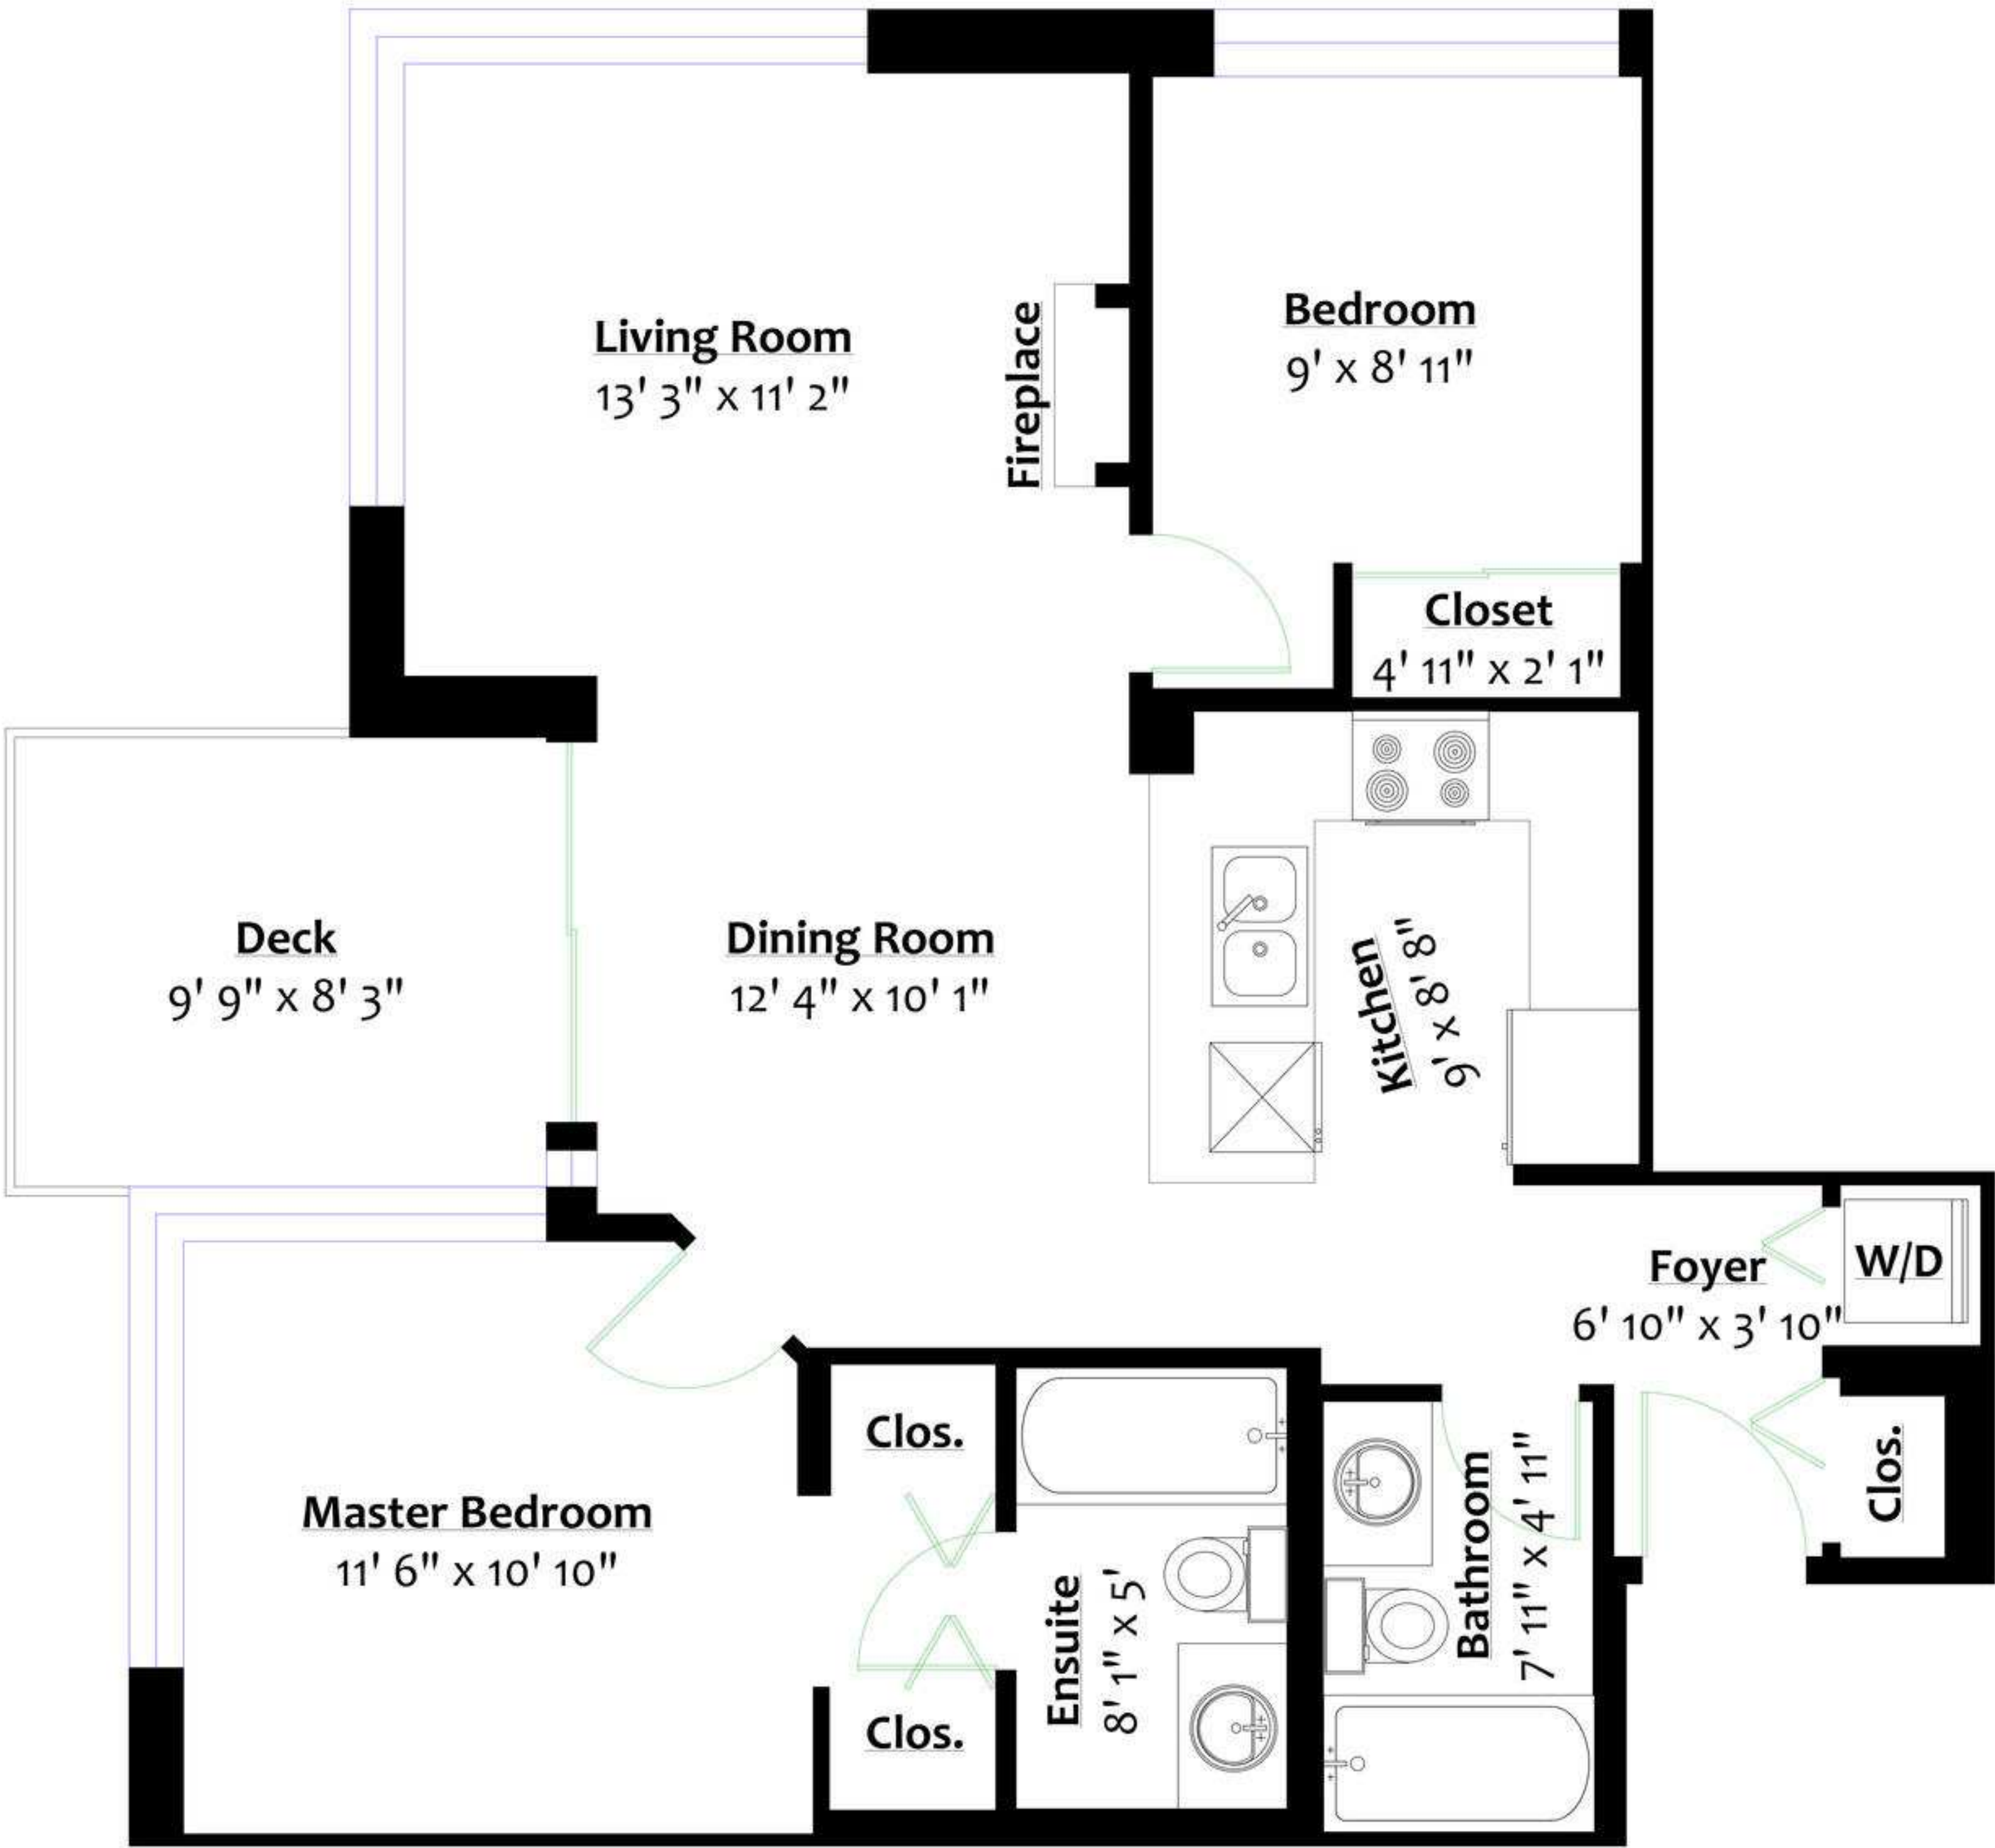 Living Room
13' 3" x 11' 2"
Fireplace
Bedroom
9' x 8' 11"
Closet
4' 11" x 2' 1"
Deck
9' 9" x 8' 3"
Dining Room
12' 4" x 10' 1"
Kitchen
9' x 8' 8"
Foyer
6' 10" x 3' 10"
W/D
Clos.
Master Bedroom
11' 6" x 10' 10"
Clos.
Clos.
Ensuite
8' 1" x 5'
Bathroom
7' 11" x 4' 11"